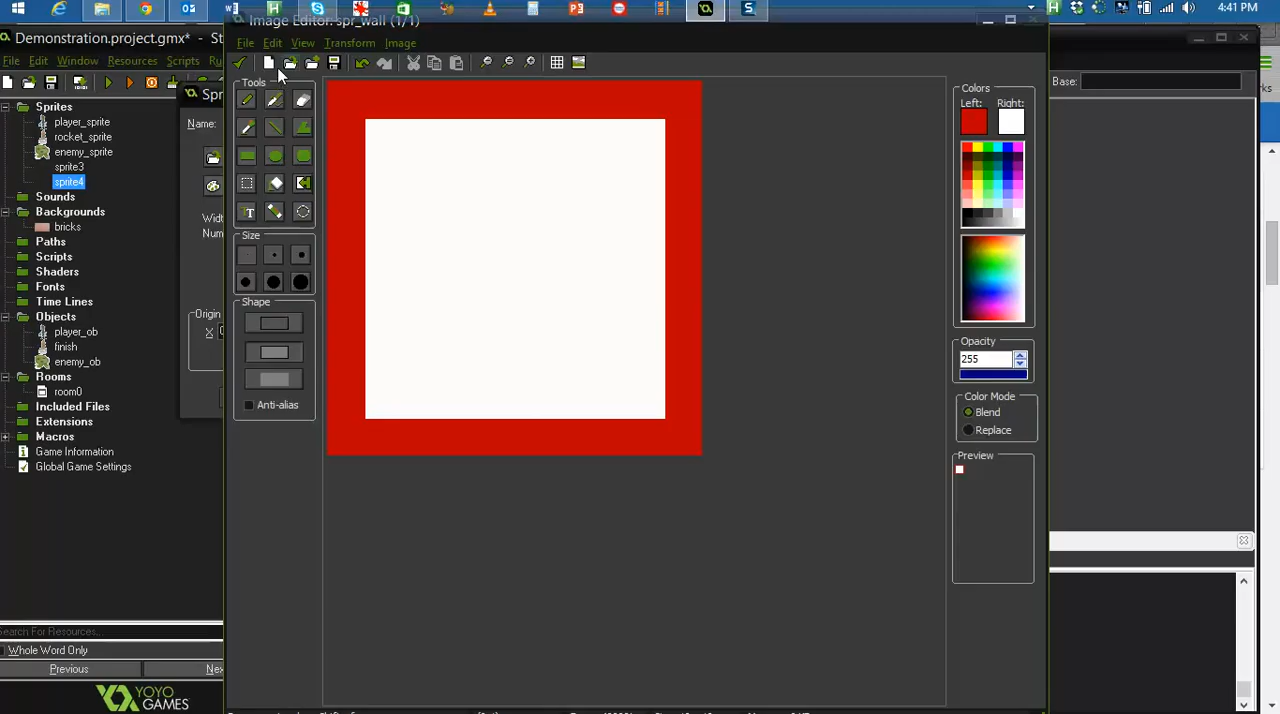 4:41 PM
Image Editor: spr_wall (1/1)
Demonstration.project.gmx* - St
File Edit Window Resources Scripts
File Edit View Transform Image
Base:
Spr
Name:
Tools
Colors
Left: Right:
Sprites
player_sprite
rocket_sprite
enemy_sprite
sprite3
sprite4
Sounds
Backgrounds
bricks
Paths
Scripts
Shaders
Fonts
Time Lines
Objects
player_ob
finish
enemy_ob
Rooms
room0
Included Files
Extensions
Macros
Game Information
Global Game Settings
Widt
Num
Origin
X
Size
Shape
Anti-alias
Opacity
255
Color Mode
Blend
Replace
Preview
Search For Resources...
Whole Word Only
Previous
Nex
YOYO
GAMES